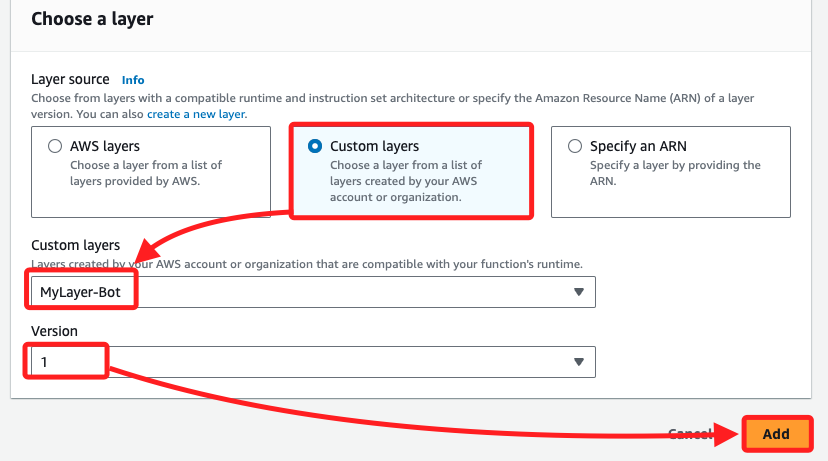 Choose a layer
Layer source Info
Choose from layers with a compatible runtime and instruction set architecture or specify the Amazon Resource Name (ARN) of a layer
version. You can also create a new layer.
AWS layers
Choose a layer from a list of
layers provided by AWS.
Custom layers
Choose a layer from a list of
layers created by your AWS
account or organization.
Specify an ARN
Specify a layer by providing the
ARN.
Custom layers
Layers created by your AWS account or organization that are compatible with your function's runtime.
MyLayer-Bot
Version
1
Cancel Add